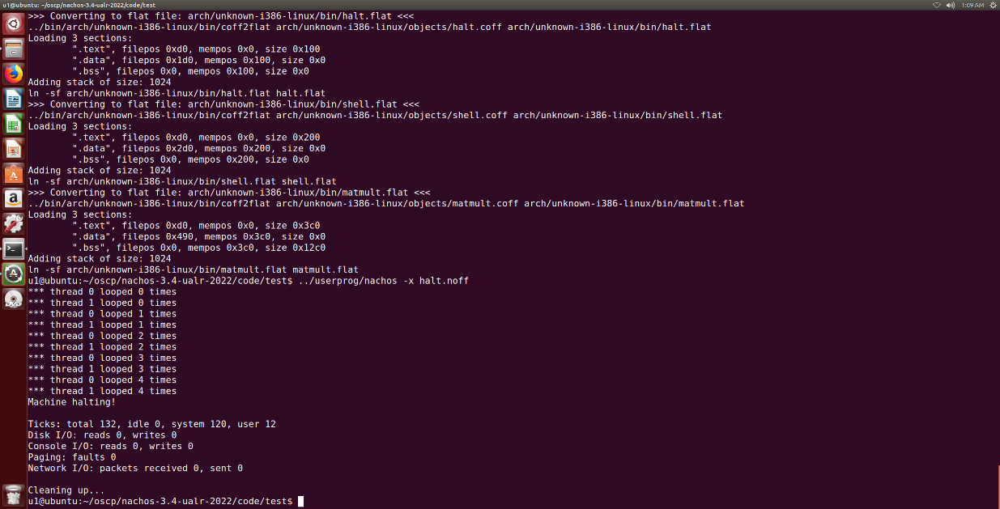 u1@ubuntu: ~/oscp/nachos-3.4-ualr-2022/code/test
1:09 AM
>>> Converting to flat file: arch/unknown-i386-linux/bin/halt.flat <<<
../bin/arch/unknown-i386-linux/bin/coff2flat arch/unknown-i386-linux/objects/halt.coff arch/unknown-i386-linux/bin/halt.flat
Loading 3 sections:
".text", filepos 0xd0, mempos 0x0, size 0x100
".data", filepos 0x1d0, mempos 0x100, size 0x0
".bss", filepos 0x0, mempos 0x100, size 0x0
Adding stack of size: 1024
ln -sf arch/unknown-i386-linux/bin/halt.flat halt.flat
>>> Converting to flat file: arch/unknown-i386-linux/bin/shell.flat <<<
../bin/arch/unknown-i386-linux/bin/coff2flat arch/unknown-i386-linux/objects/shell.coff arch/unknown-i386-linux/bin/shell.flat
Loading 3 sections:
".text", filepos 0xd0, mempos 0x0, size 0x200
".data", filepos 0x2d0, mempos 0x200, size 0x0
".bss", filepos 0x0, mempos 0x200, size 0x0
Adding stack of size: 1024
ln -sf arch/unknown-i386-linux/bin/shell.flat shell.flat
>>> Converting to flat file: arch/unknown-i386-linux/bin/matmult.flat <<<
../bin/arch/unknown-i386-linux/bin/coff2flat arch/unknown-i386-linux/objects/matmult.coff arch/unknown-i386-linux/bin/matmult.flat
Loading 3 sections:
".text", filepos 0xd0, mempos 0x0, size 0x3c0
".data", filepos 0x490, mempos 0x3c0, size 0x0
".bss", filepos 0x0, mempos 0x3c0, size 0x12c0
Adding stack of size: 1024
ln -sf arch/unknown-i386-linux/bin/matmult.flat matmult.flat
u1@ubuntu:~/oscp/nachos-3.4-ualr-2022/code/test$ ../userprog/nachos -x halt.noff
*** thread 0 looped 0 times
*** thread 1 looped 0 times
*** thread 0 looped 1 times
*** thread 1 looped 1 times
*** thread 0 looped 2 times
*** thread 1 looped 2 times
*** thread 0 looped 3 times
*** thread 1 looped 3 times
*** thread 0 looped 4 times
*** thread 1 looped 4 times
Machine halting!
Ticks: total 132, idle 0, system 120, user 12
Disk I/O: reads 0, writes 0
Console I/O: reads 0, writes 0
Paging: faults 0
Network I/O: packets received 0, sent 0
Cleaning up...
u1@ubuntu:~/oscp/nachos-3.4-ualr-2022/code/test$